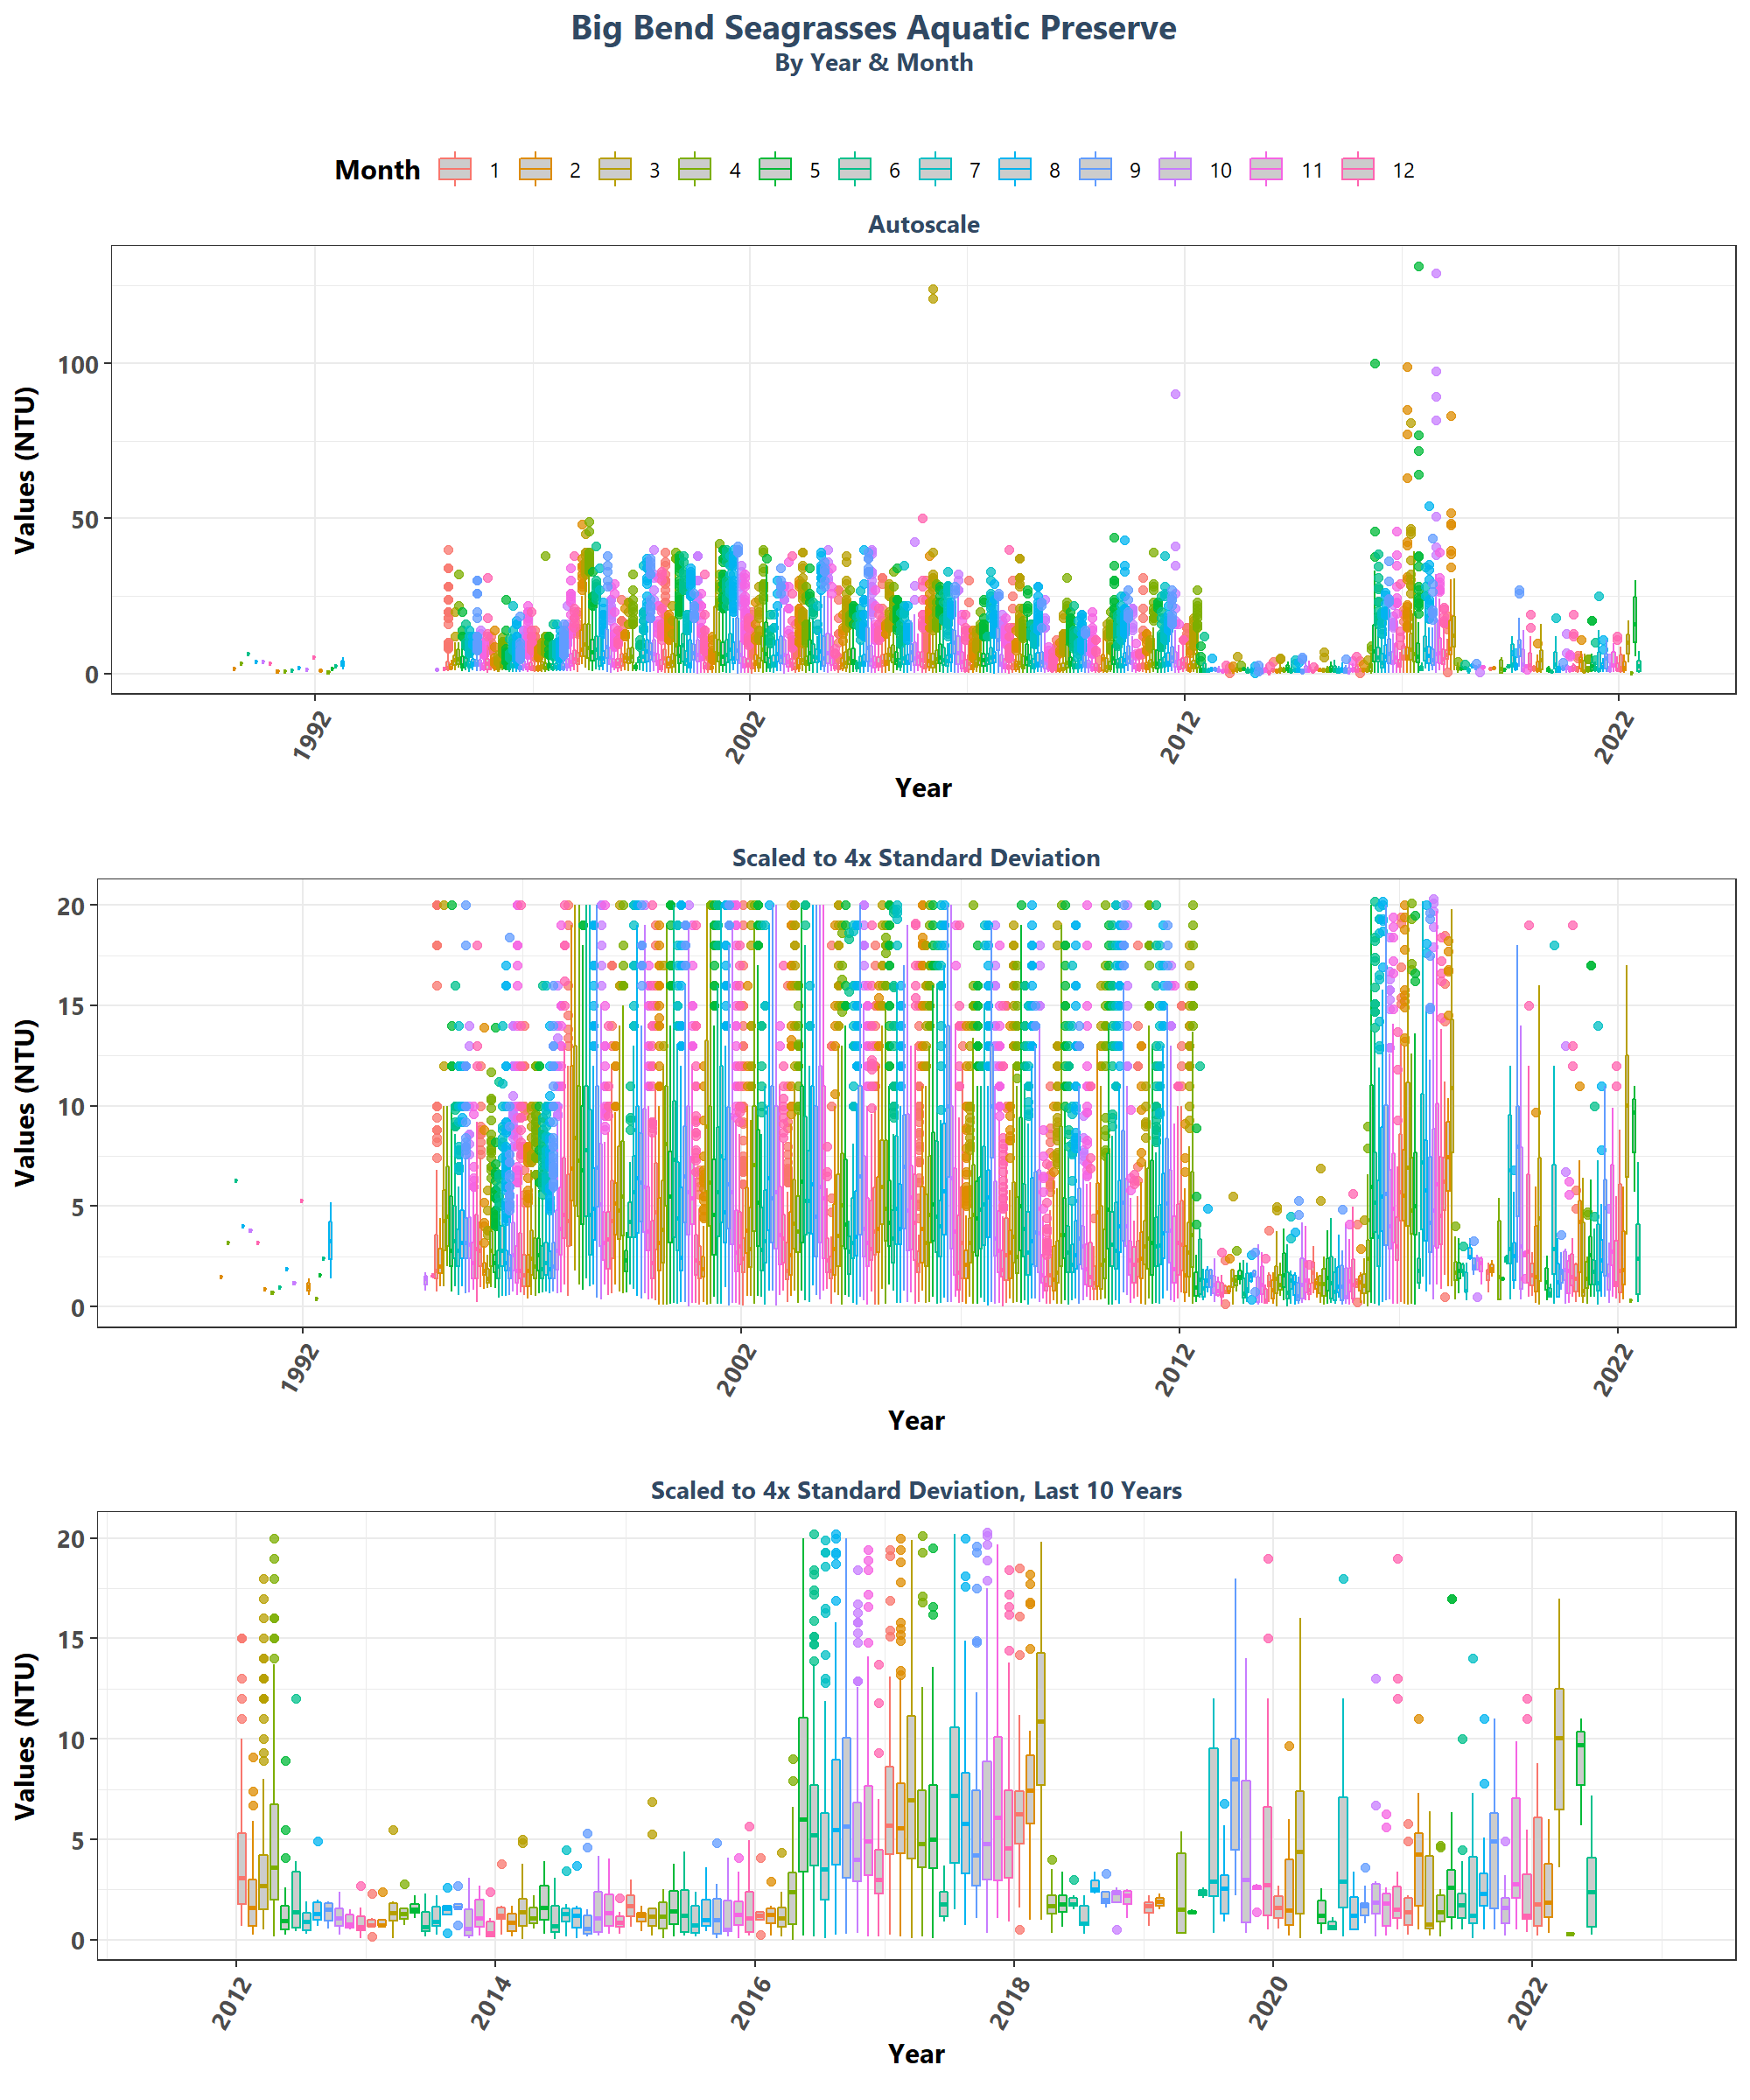 Big Bend Seagrasses Aquatic Preserve
By Year & Month
Month 1 2 3 4 5 6 7 8 9 10 11 12
Autoscale
Values (NTU)
100
50
0
1992 2002 2012 2022
Year
Scaled to 4x Standard Deviation
Values (NTU)
20
15
10
5
0
1992 2002 2012 2022
Year
Scaled to 4x Standard Deviation, Last 10 Years
Values (NTU)
20
15
10
5
0
2012 2014 2016 2018 2020 2022
Year